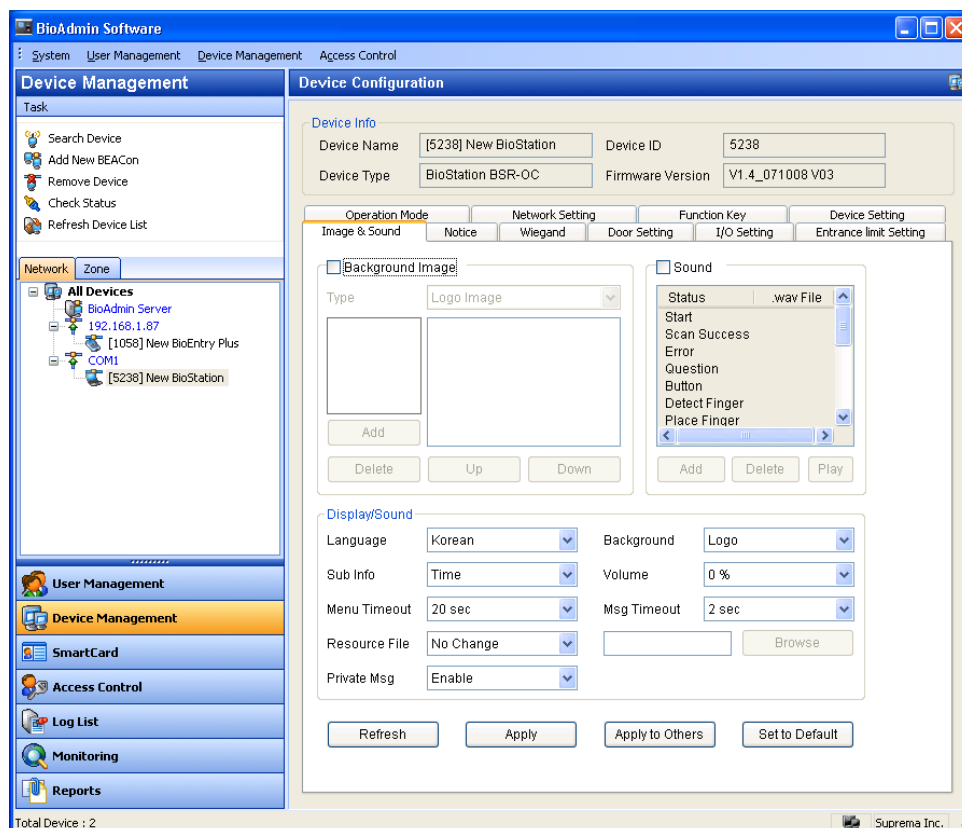 BioAdmin Software
System User Management Device Management Access Control
Device Management
Task
Search Device
Add New BEACon
Remove Device
Check Status
Refresh Device List
Network Zone
All Devices
BioAdmin Server
192.168.1.87
[1058] New BioEntry Plus
COM1
[5238] New BioStation
User Management
Device Management
SmartCard
Access Control
Log List
Monitoring
Reports
Device Configuration
Device Info
Device Name [5238] New BioStation Device ID 5238
Device Type BioStation BSR-OC Firmware Version V1.4_071008 V03
Operation Mode Network Setting Function Key Device Setting
Image & Sound Notice Wiegand Door Setting I/O Setting Entrance limit Setting
Background Image
Type Logo Image
Add
Delete Up Down
Sound
Status .wav File
Start
Scan Success
Error
Question
Button
Detect Finger
Place Finger
Add Delete Play
Display/Sound
Language Korean Background Logo
Sub Info Time Volume 0 %
Menu Timeout 20 sec Msg Timeout 2 sec
Resource File No Change Browse
Private Msg Enable
Refresh Apply Apply to Others Set to Default
Total Device : 2 Suprema Inc.